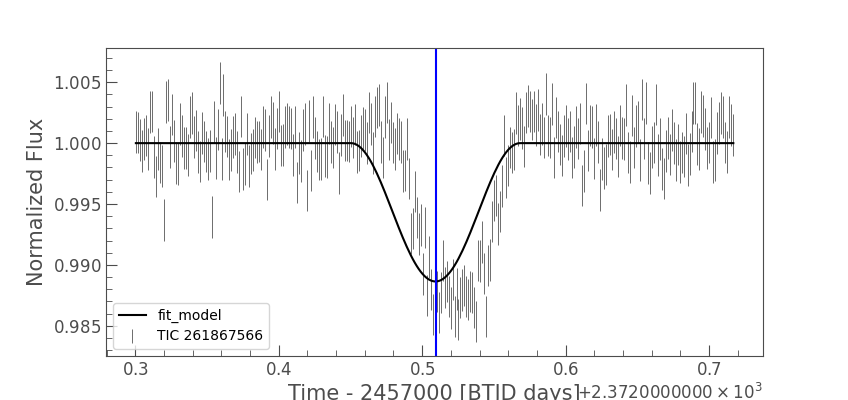 1.005
1.000
0.995
0.990
0.985
Normalized Flux
fit_model
TIC 261867566
0.3 0.4 0.5 0.6 0.7
Time - 2457000 [BTJD days]
+2.3720000000 × 10³